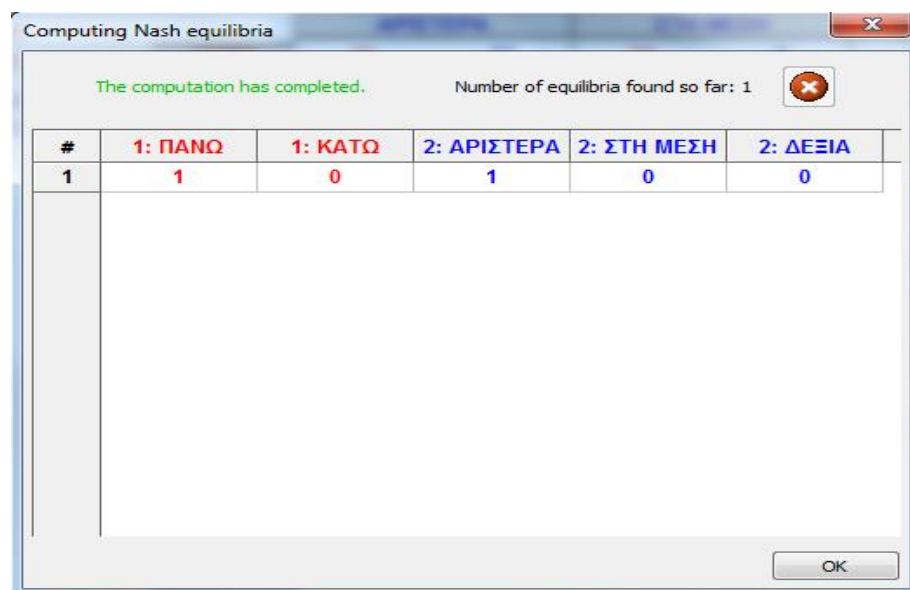 Computing Nash equilibria
The computation has completed. Number of equilibria found so far: 1
# 1: ΠΑΝΩ 1: ΚΑΤΩ 2: ΑΡΙΣΤΕΡΑ 2: ΣΤΗ ΜΕΣΗ 2: ΔΕΞΙΑ
1 1 0 1 0 0
OK